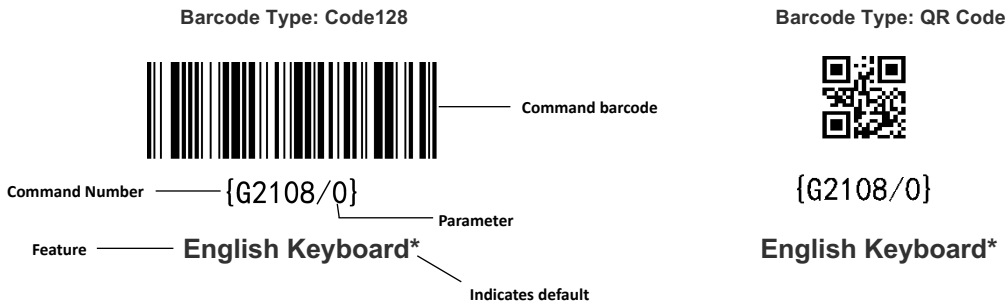 Barcode Type: Code128
Barcode Type: QR Code
Command barcode
Command Number
{G2108/0}
{G2108/0}
Parameter
Feature
English Keyboard*
English Keyboard*
Indicates default